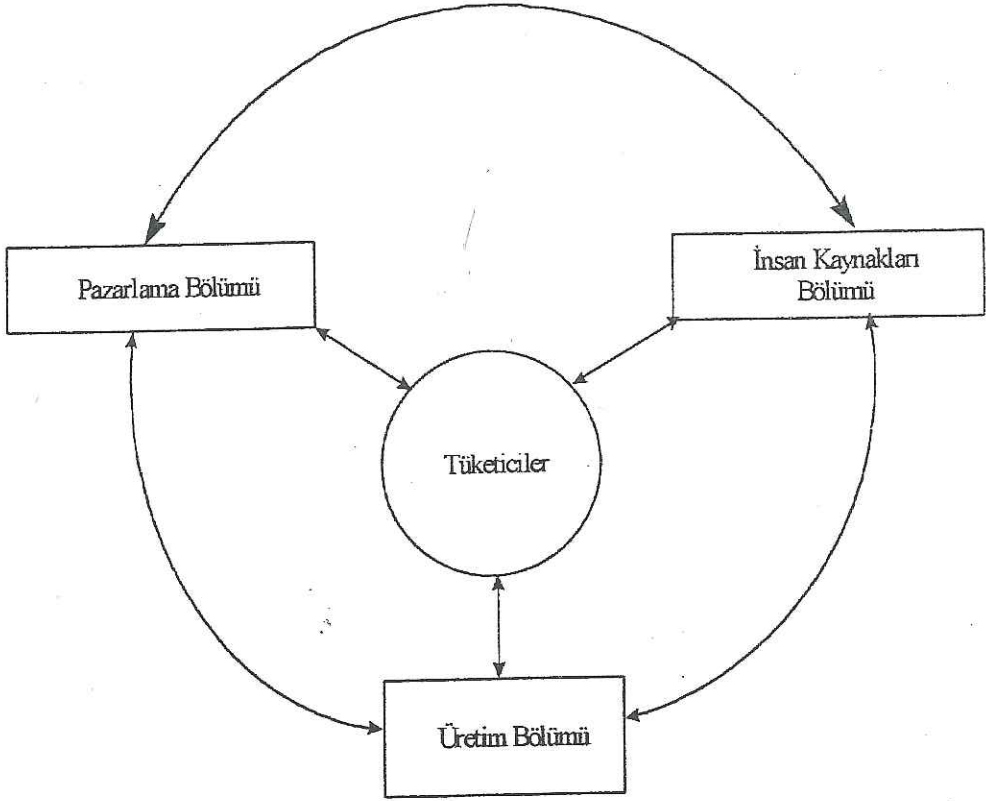 Pazarlama Bölümü
İnsan Kaynakları
Bölümü
Tüketiciler
Üretim Bölümü